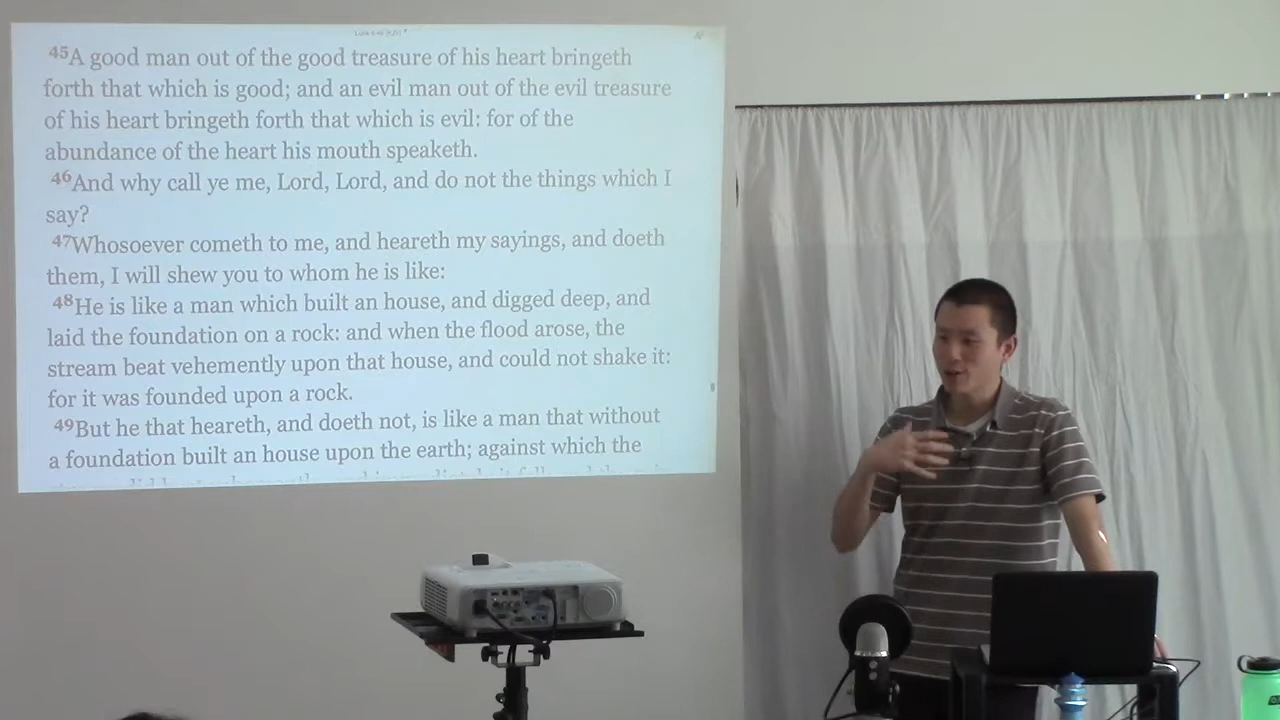 45A good man out of the good treasure of his heart bringeth
forth that which is good; and an evil man out of the evil treasure
of his heart bringeth forth that which is evil: for of the
abundance of the heart his mouth speaketh.
46And why call ye me, Lord, Lord, and do not the things which I
say?
47Whosoever cometh to me, and heareth my sayings, and doeth
them, I will shew you to whom he is like:
48He is like a man which built an house, and digged deep, and
laid the foundation on a rock: and when the flood arose, the
stream beat vehemently upon that house, and could not shake it:
for it was founded upon a rock.
49But he that heareth, and doeth not, is like a man that without
a foundation built an house upon the earth; against which the